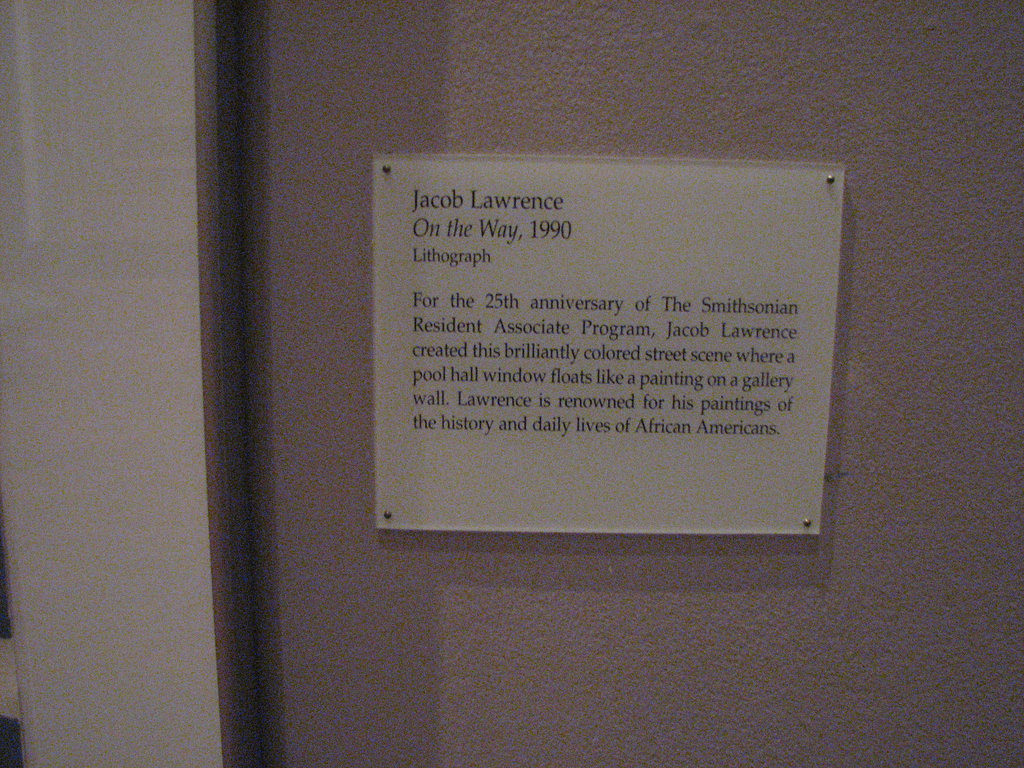 Jacob Lawrence
On the Way, 1990
Lithograph
For the 25th anniversary of The Smithsonian
Resident Associate Program, Jacob Lawrence
created this brilliantly colored street scene where a
pool hall window floats like a painting on a gallery
wall. Lawrence is renowned for his paintings of
the history and daily lives of African Americans.